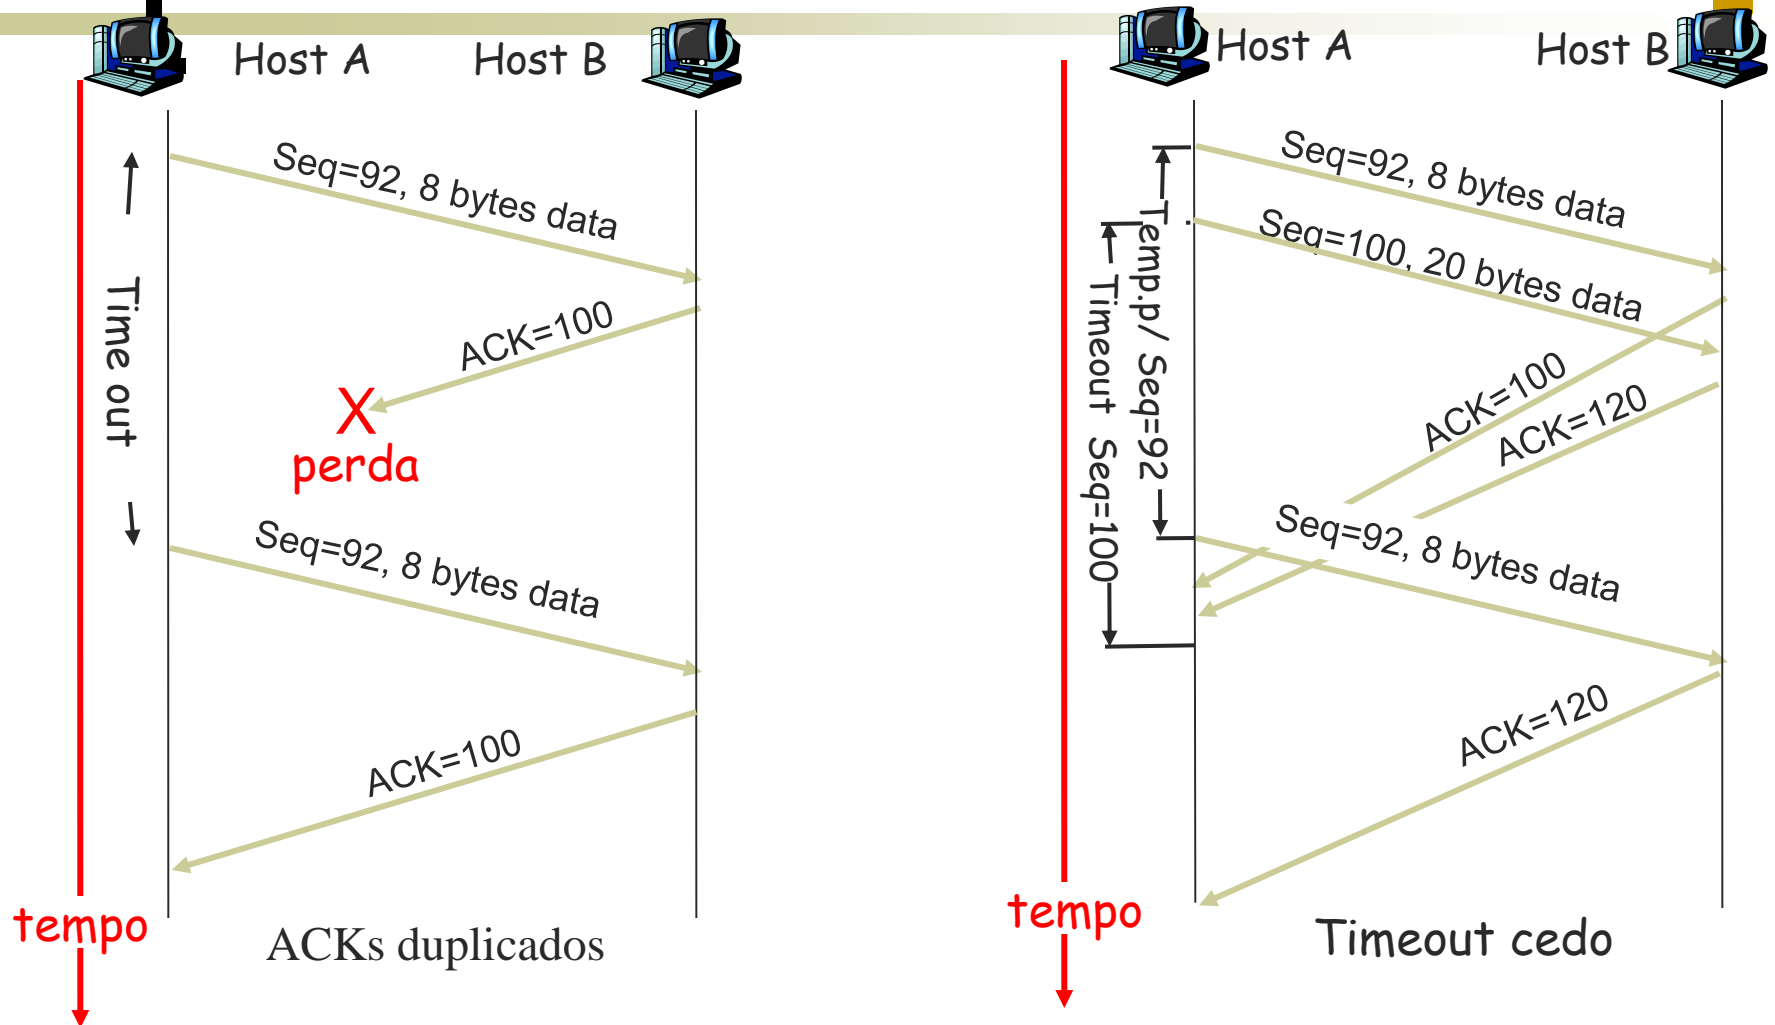 Host A
Host B
Seq=92, 8 bytes data
ACK=100
Time out
X
perda
Seq=92, 8 bytes data
ACK=100
tempo
ACKs duplicados
Host A
Host B
Seq=92, 8 bytes data
Seq=100, 20 bytes data
Temp.p/ Seq=92
Timeout Seq=100
ACK=100
ACK=120
Seq=92, 8 bytes data
ACK=120
tempo
Timeout cedo